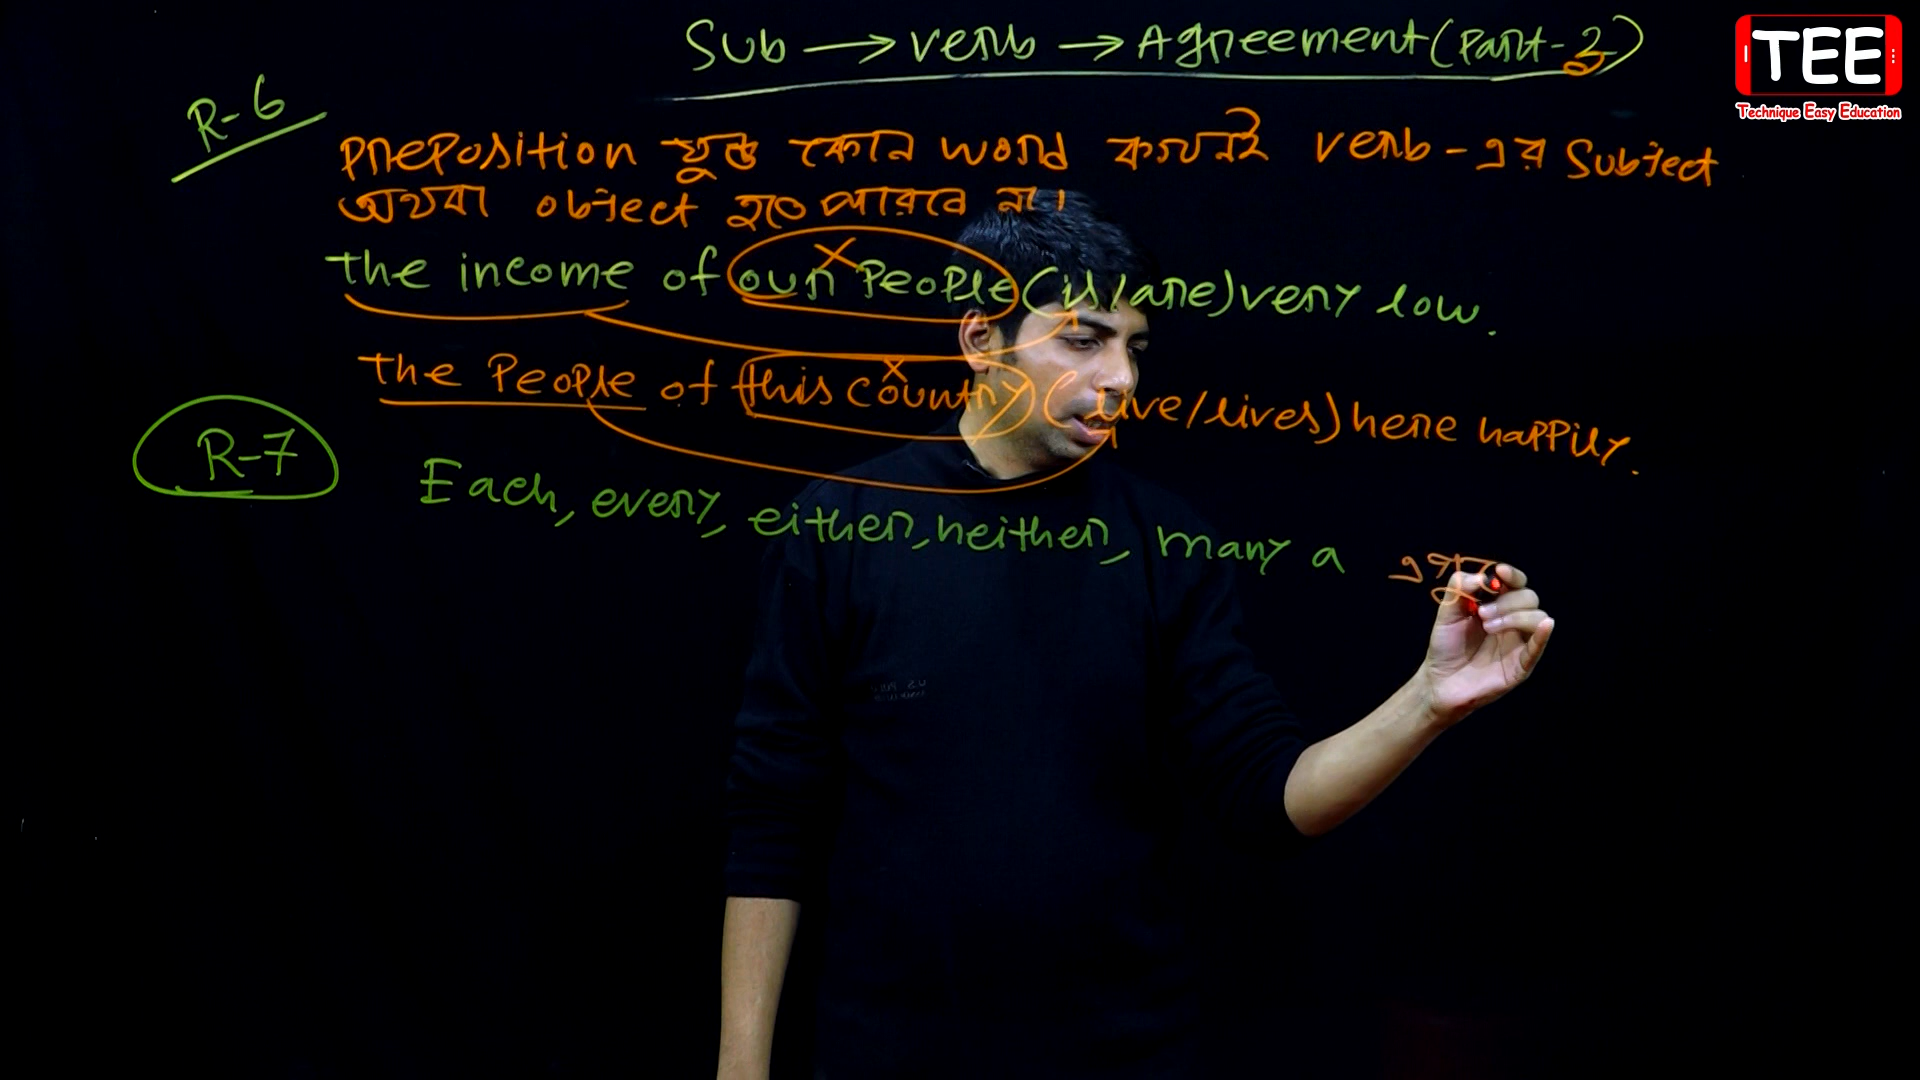 Sub → verb → Agreement (Part-2)
TEE
Technique Easy Education
R-6
Preposition যুক্ত কোন word কখনই verb-এর Subject
অথবা object হতে পারবে না।
the income of our People (is/are) very low.
the People of this country (live/lives) here happily.
R-7
Each, every, either, neither, many a